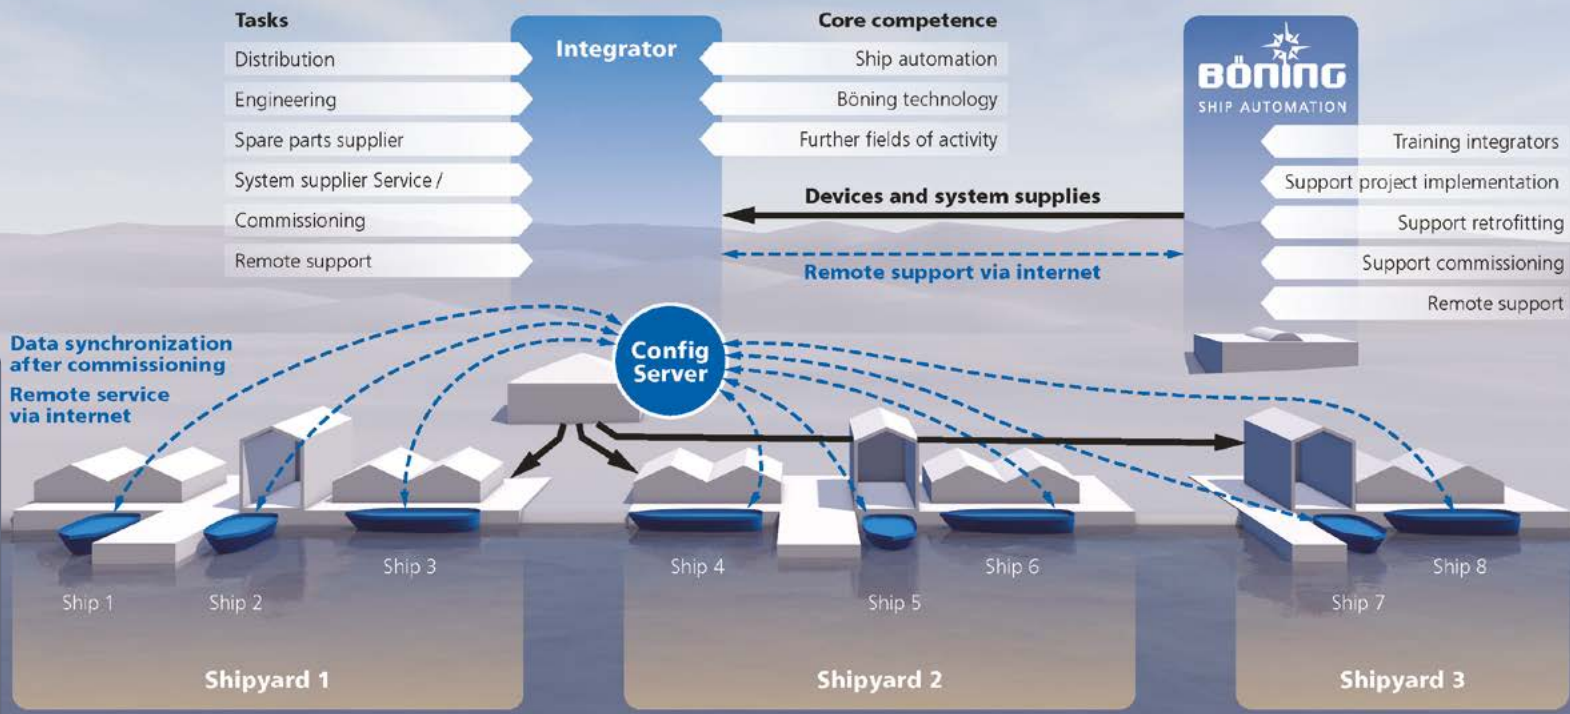 Tasks
Distribution
Engineering
Spare parts supplier
System supplier Service /
Commissioning
Remote support
Integrator
Core competence
Ship automation
Böning technology
Further fields of activity
BÖNING
SHIP AUTOMATION
Training integrators
Support project implementation
Support retrofitting
Support commissioning
Remote support
Devices and system supplies
Remote support via internet
Data synchronization
after commissioning
Remote service
via internet
Config
Server
Ship 1
Ship 2
Ship 3
Shipyard 1
Ship 4
Ship 5
Ship 6
Shipyard 2
Ship 7
Ship 8
Shipyard 3